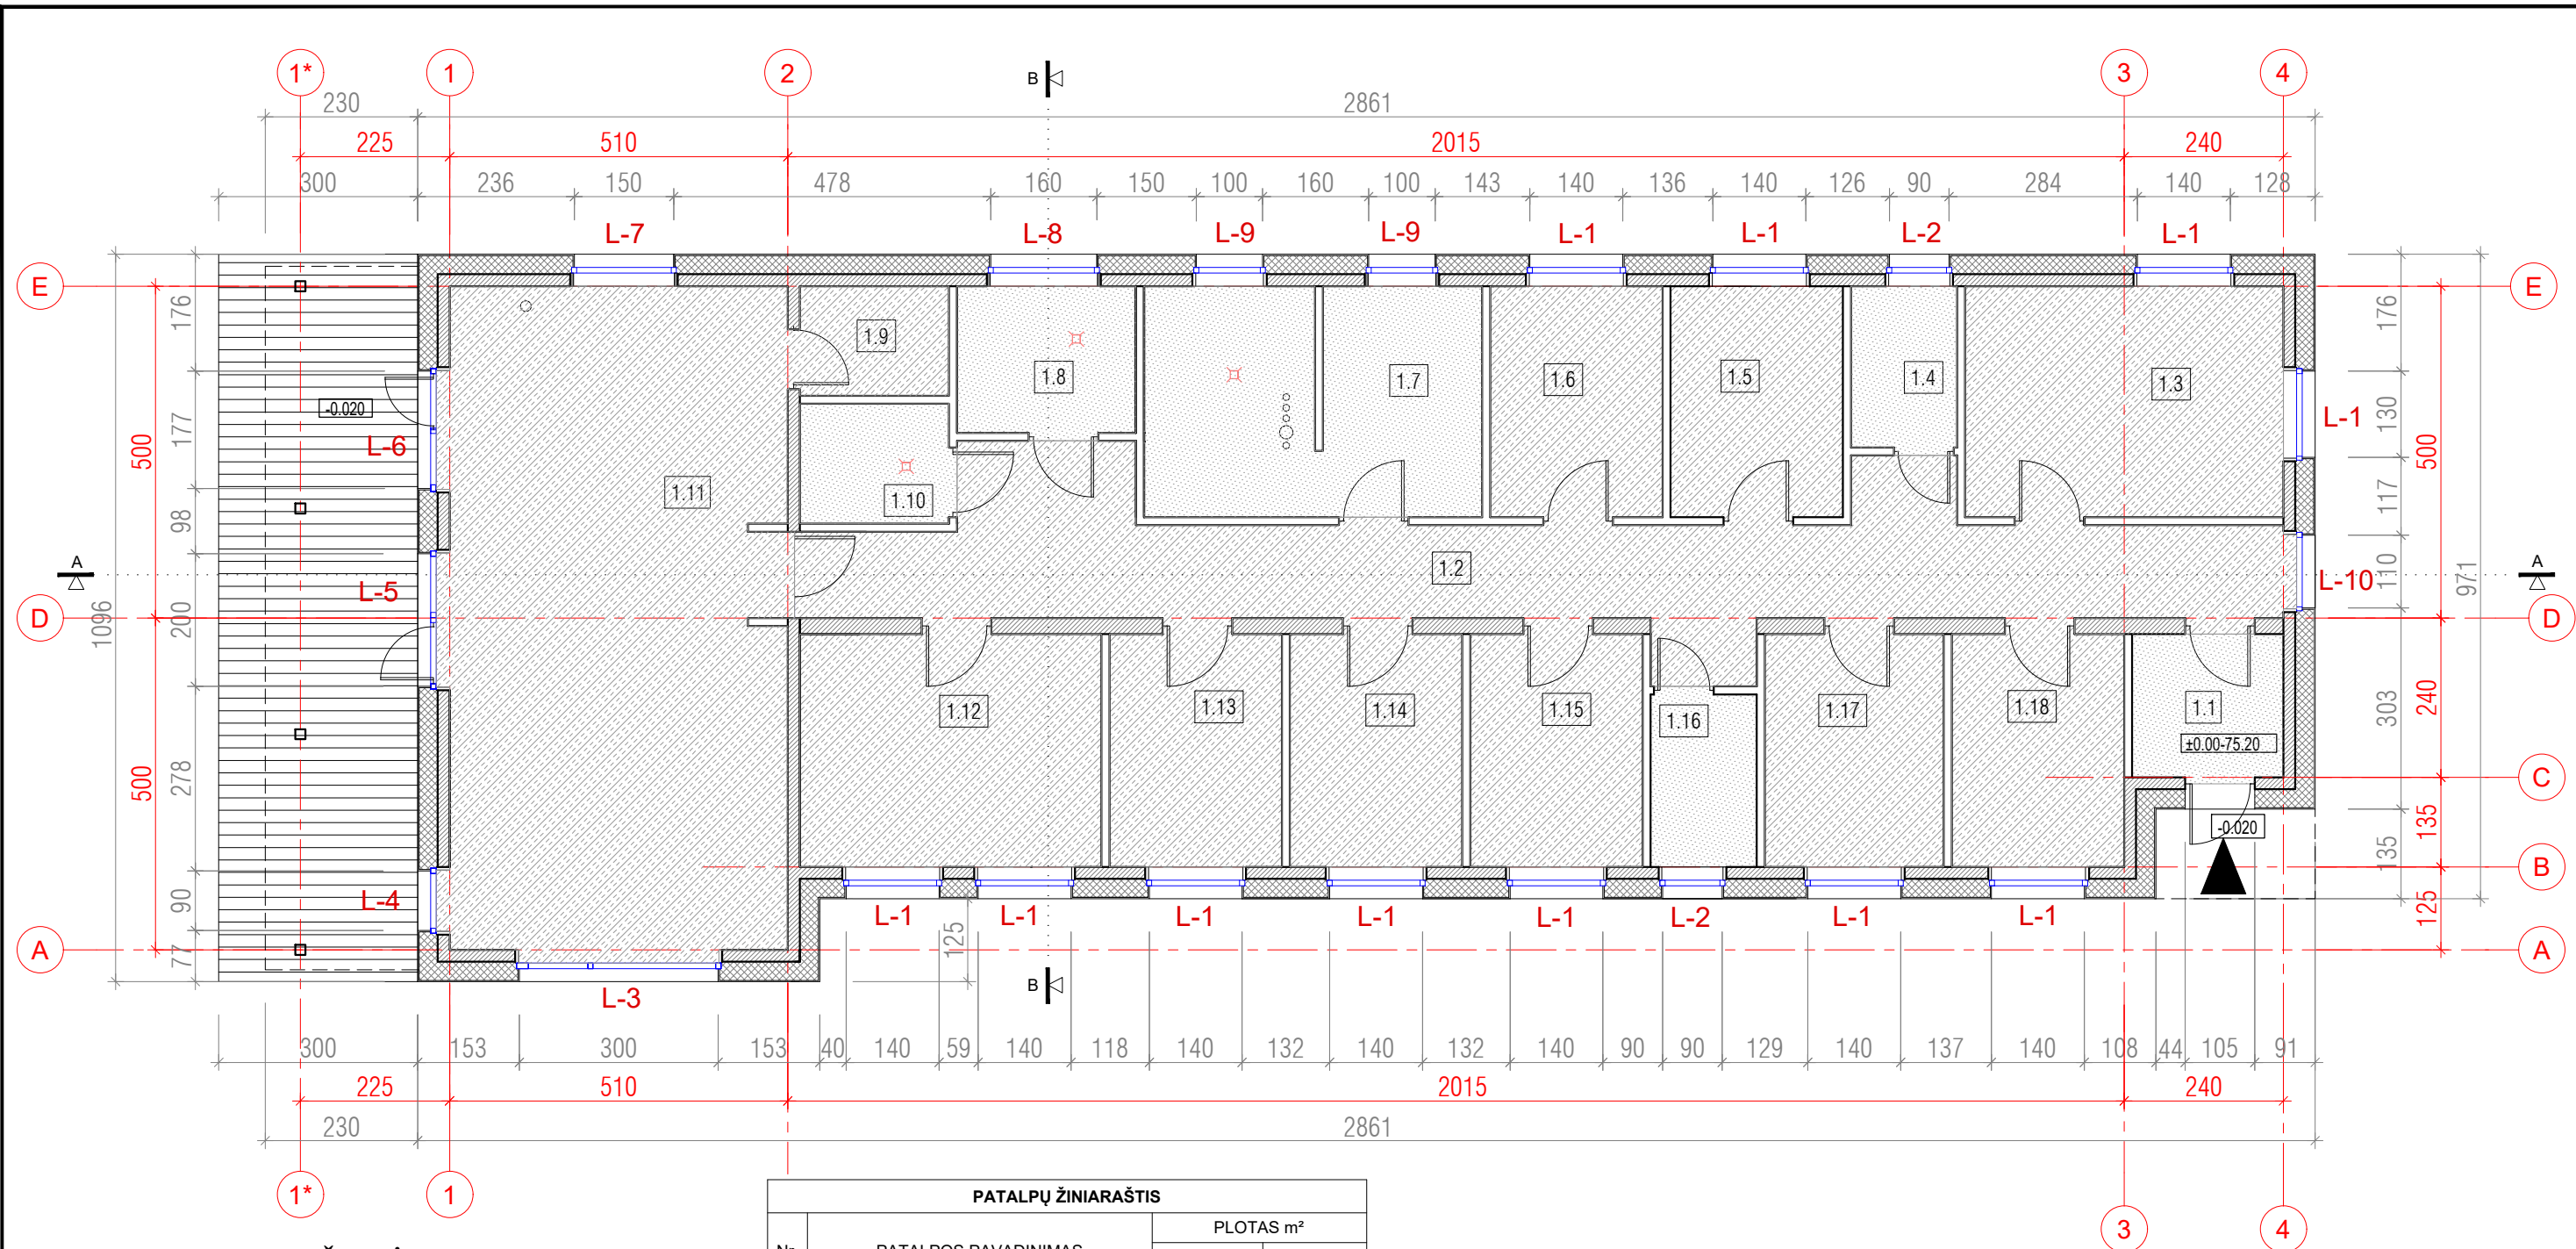 1* 1 2 B 3 4
230 2861
225 510 2015 240
300 236 150 478 160 150 100 160 100 143 140 136 140 126 90 284 140 128
L-7 L-8 L-9 L-9 L-1 L-1 L-2 L-1
E E
176 176
1.9 1.8 1.7 1.6 1.5 1.4 1.3
-0.020
L-6 L-1
500 177 130 500
1.11 1.10
98 117
A 1.2 A
L-5 L-10
1096 200 110 971
D D
1.12 1.13 1.14 1.15 1.16 1.17 1.18 1.1
±0.00-75.20
240 303
500 278
C
-0.020
135 135
B
L-4 90
L-1 L-1 L-1 L-1 L-1 L-2 L-1 L-1
125 125
A 77 A
L-3 B
300 153 300 153 40 140 59 140 118 140 132 140 132 140 90 90 129 140 137 140 108 44 105 91
225 510 2015 240
230 2861
1* 1 3 4
PATALPŲ ŽINIARAŠTIS
PLOTAS m²
Nr. PATALPOS PAVADINIMAS